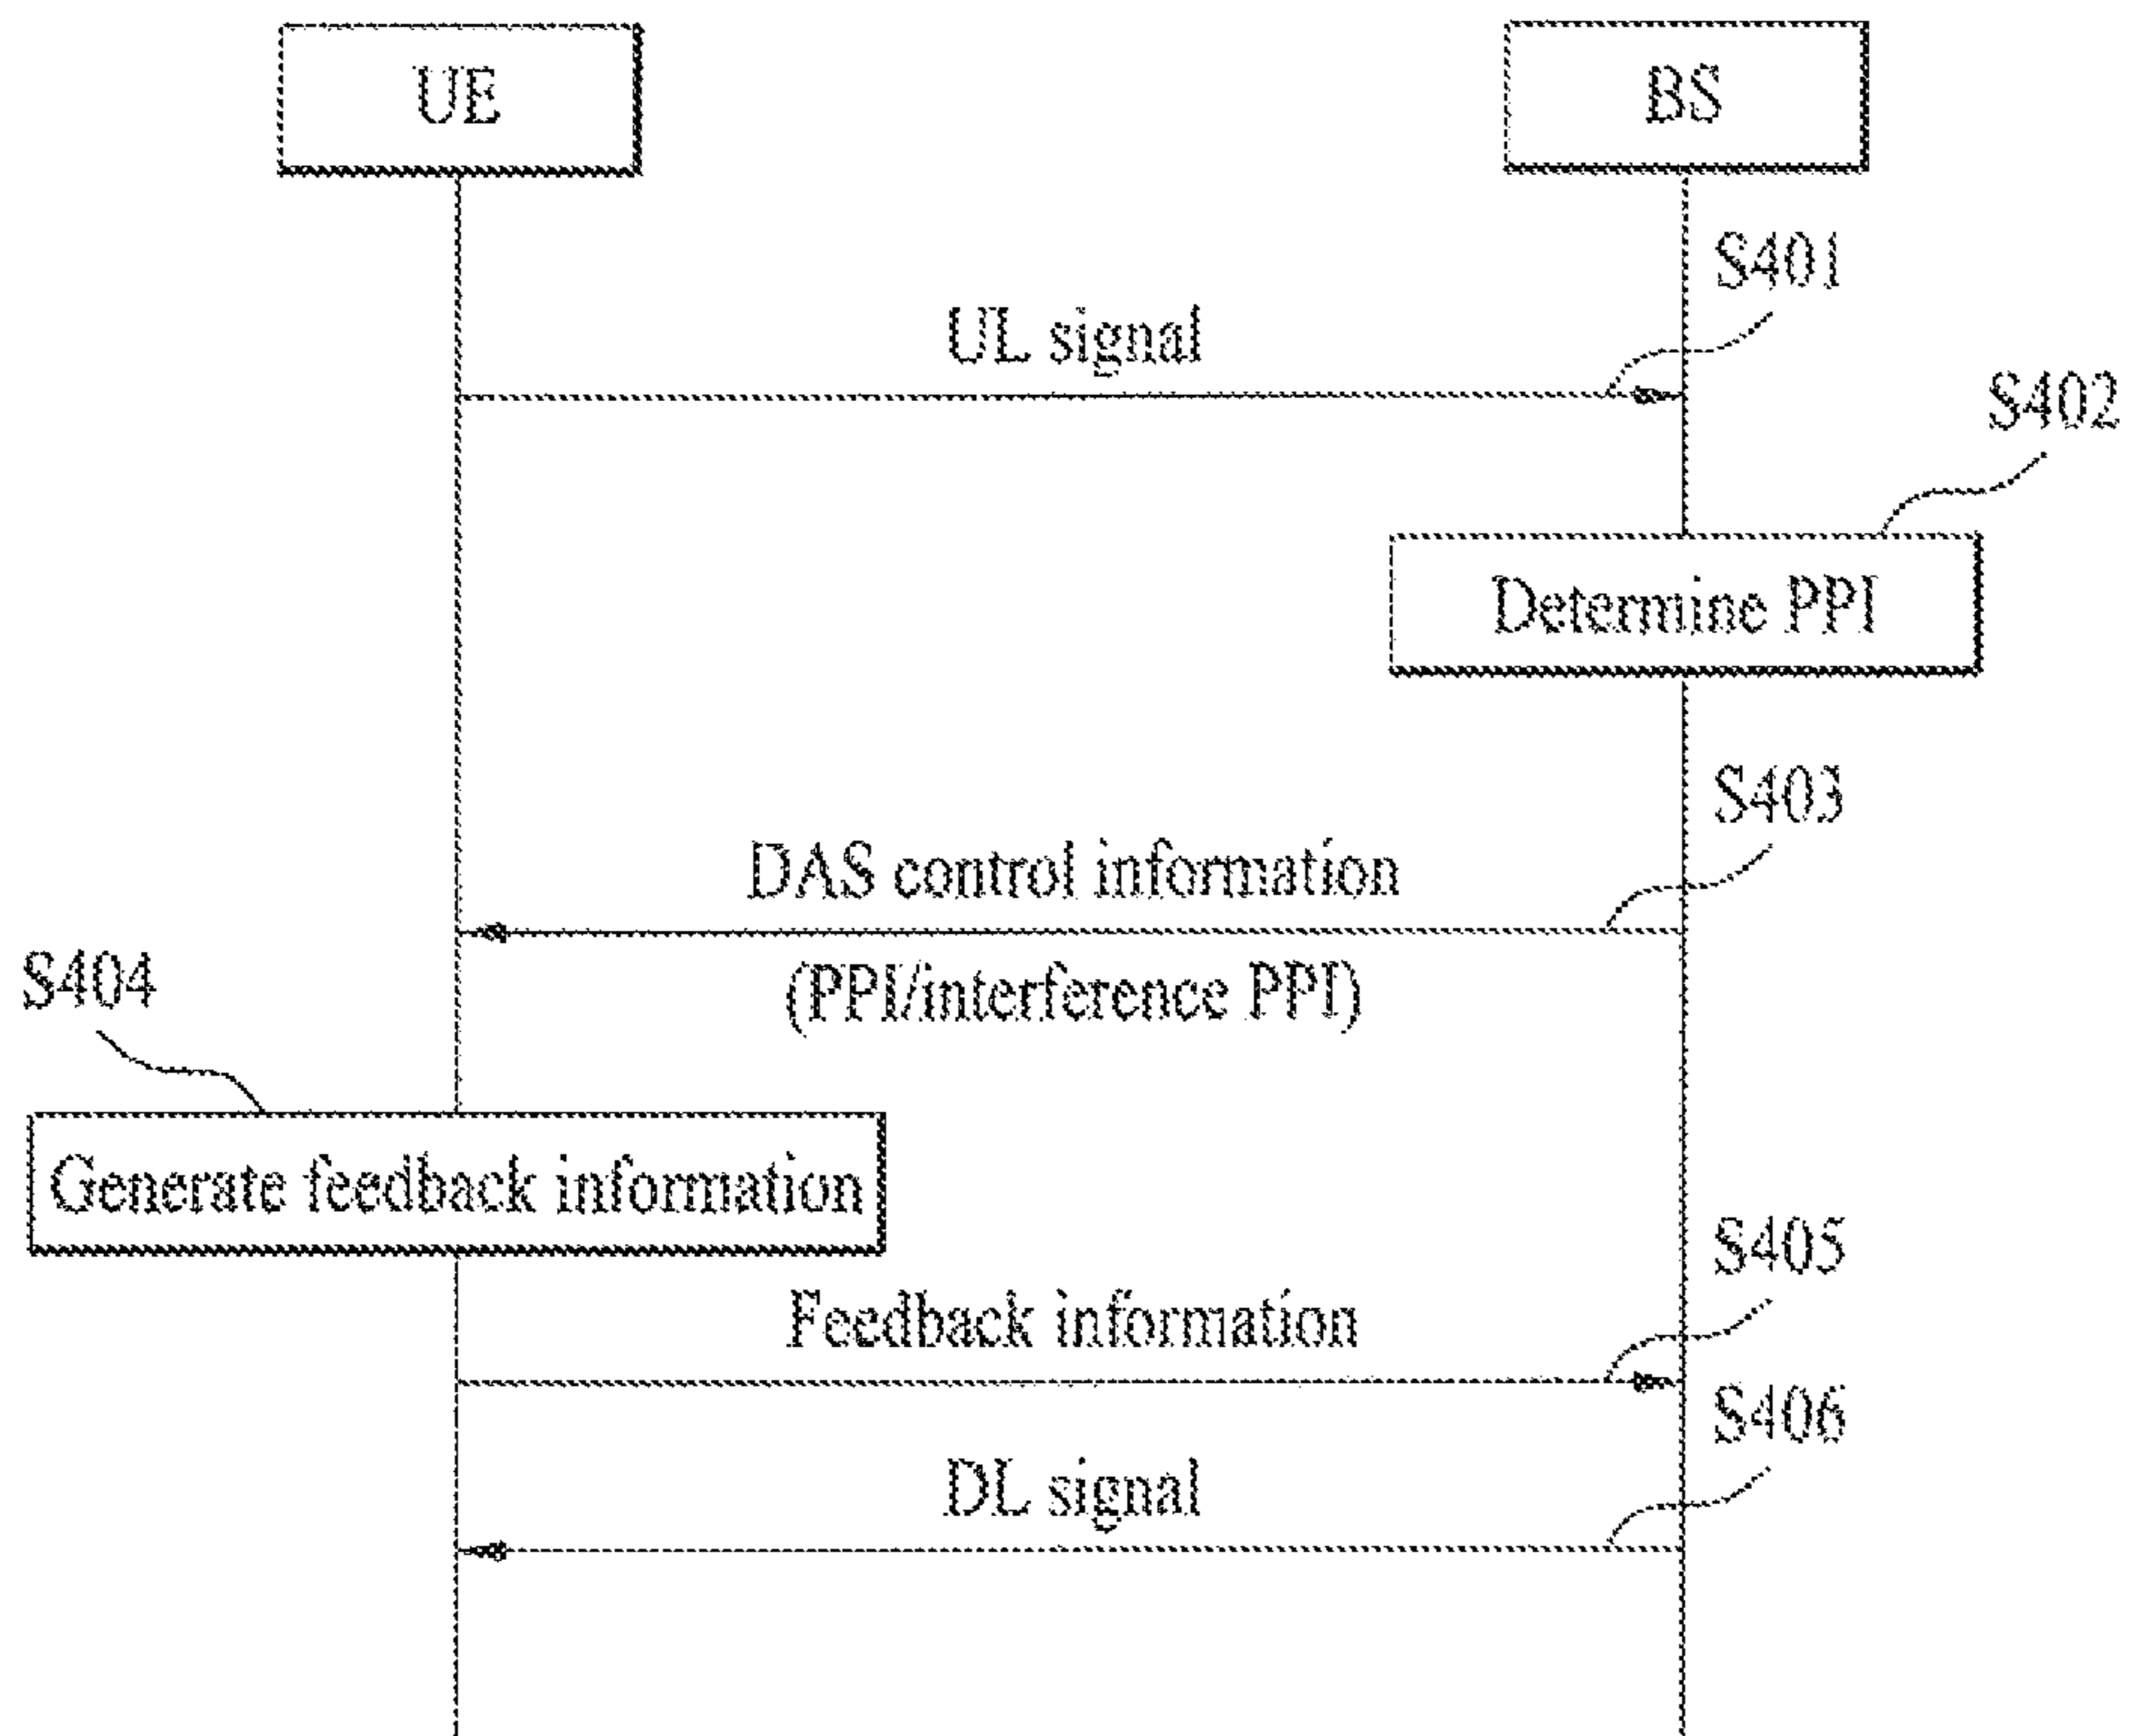 UE
BS
S401
UL signal
S402
Determine PPI
S403
DAS control information
(PPI/interference PPI)
S404
Generate feedback information
S405
Feedback information
S406
DL signal